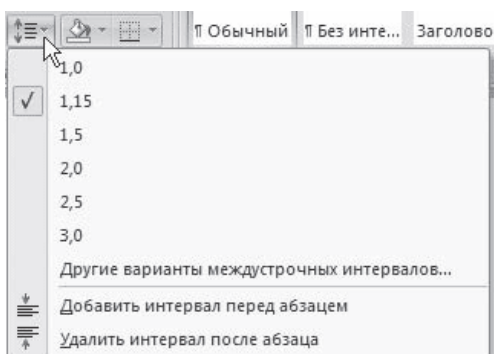 ¶ Обычный ¶ Без инте... Заголово
1,0
1,15
1,5
2,0
2,5
3,0
Другие варианты междустрочных интервалов...
Добавить интервал перед абзацем
Удалить интервал после абзаца